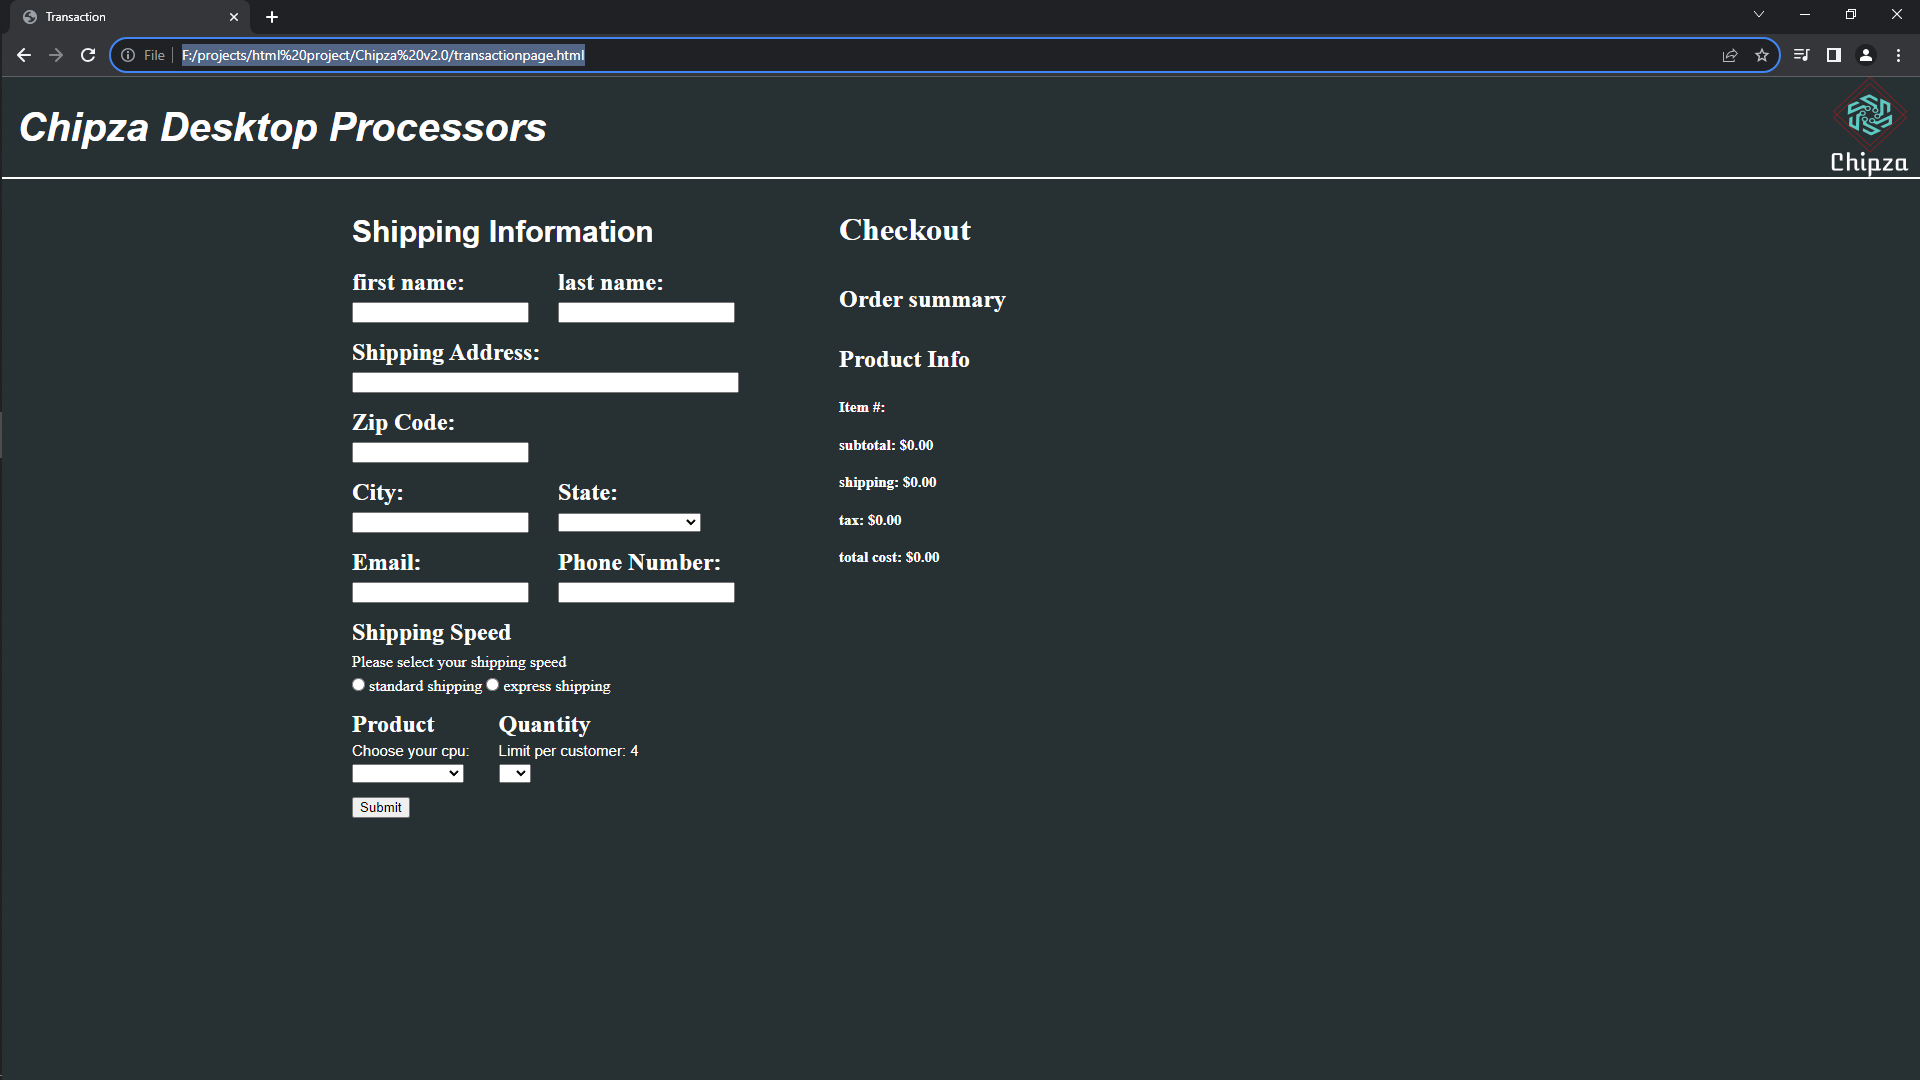 Transaction
File
F:/projects/html%20project/Chipza%20v2.0/transactionpage.html
Chipza Desktop Processors
Chipza
Shipping Information
first name:
last name:
Shipping Address:
Zip Code:
City:
State:
Email:
Phone Number:
Shipping Speed
Please select your shipping speed
standard shipping
express shipping
Product
Quantity
Choose your cpu:
Limit per customer: 4
Submit
Checkout
Order summary
Product Info
Item #:
subtotal: $0.00
shipping: $0.00
tax: $0.00
total cost: $0.00